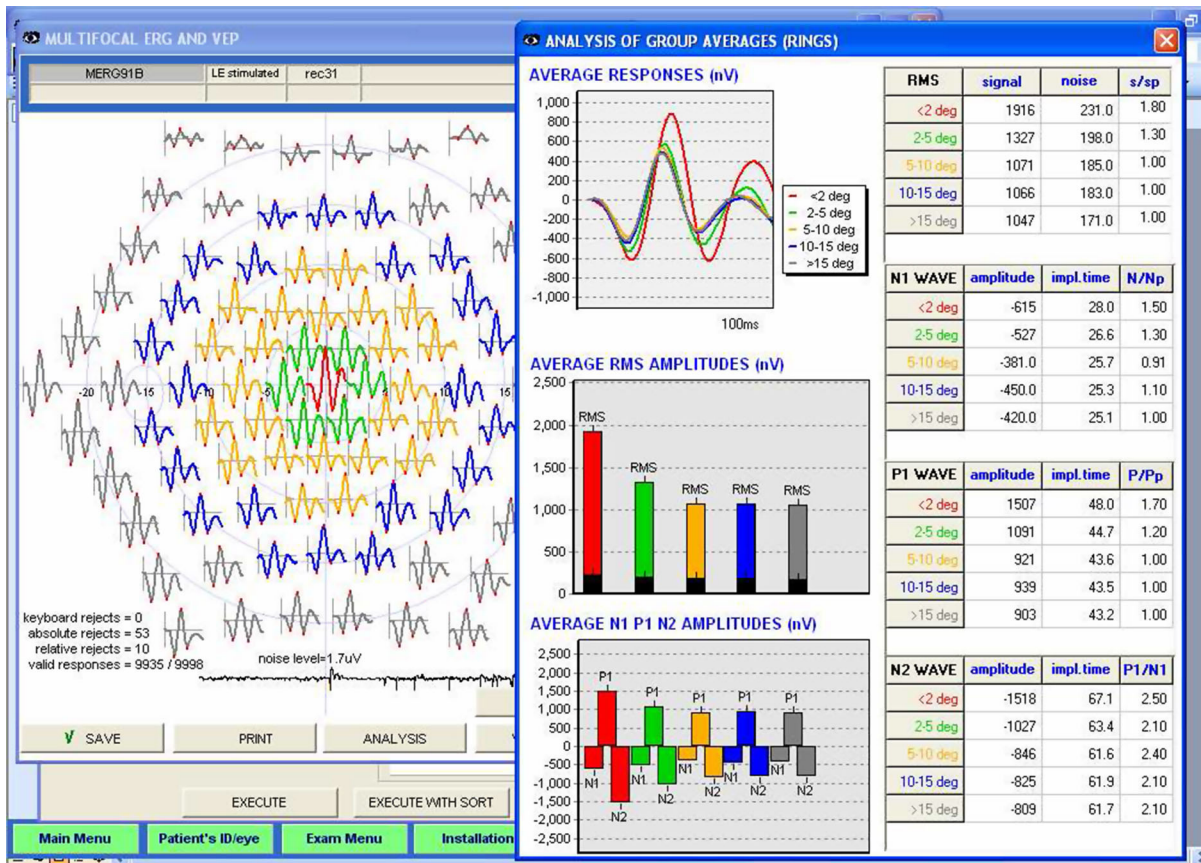 MULTIFOCAL ERG AND VEP
MERG91B LE stimulated rec31
-20 -15 -5 5 10 15
keyboard rejects = 0
absolute rejects = 53
relative rejects = 10
valid responses = 9935 / 9998
noise level=1.7uV
V SAVE PRINT ANALYSIS
EXECUTE EXECUTE WITH SORT
Main Menu Patient's ID/eye Exam Menu Installation
ANALYSIS OF GROUP AVERAGES (RINGS)
AVERAGE RESPONSES (nV)
1,000
800
600
400
200
0
-200
-400
-600
-800
-1,000
100ms
<2 deg
2-5 deg
5-10 deg
10-15 deg
>15 deg
AVERAGE RMS AMPLITUDES (nV)
2,500
2,000
1,500
1,000
500
0
RMS RMS RMS RMS RMS
AVERAGE N1 P1 N2 AMPLITUDES (nV)
2,500
2,000
1,500
1,000
500
0
-500
-1,000
-1,500
-2,000
-2,500
P1 P1 P1 P1 P1
N1 N1 N1 N1 N1
N2 N2 N2 N2 N2
RMS signal noise s/sp
<2 deg 1916 231.0 1.80
2-5 deg 1327 198.0 1.30
5-10 deg 1071 185.0 1.00
10-15 deg 1066 183.0 1.00
>15 deg 1047 171.0 1.00
N1 WAVE amplitude impl.time N/Np
<2 deg -615 28.0 1.50
2-5 deg -527 26.6 1.30
5-10 deg -381.0 25.7 0.91
10-15 deg -450.0 25.3 1.10
>15 deg -420.0 25.1 1.00
P1 WAVE amplitude impl.time P/Pp
<2 deg 1507 48.0 1.70
2-5 deg 1091 44.7 1.20
5-10 deg 921 43.6 1.00
10-15 deg 939 43.5 1.00
>15 deg 903 43.2 1.00
N2 WAVE amplitude impl.time P1/N1
<2 deg -1518 67.1 2.50
2-5 deg -1027 63.4 2.10
5-10 deg -846 61.6 2.40
10-15 deg -825 61.9 2.10
>15 deg -809 61.7 2.10